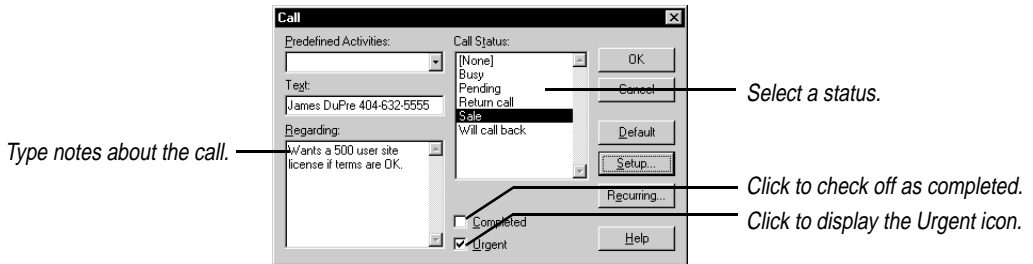 Call
Predefined Activities:
Text:
James DuPre 404-632-5555
Regarding:
Wants a 500 user site
license if terms are OK.
Call Status:
[None]
Busy
Pending
Return call
Sale
Will call back
Completed
Urgent
OK
Cancel
Default
Setup...
Recurring...
Help
Type notes about the call.
Select a status.
Click to check off as completed.
Click to display the Urgent icon.